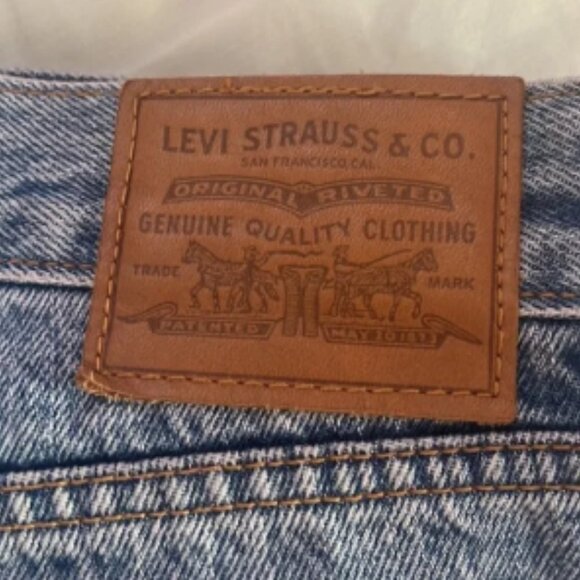 LEVI STRAUSS & CO.
SAN FRANCISCO, CAL.
ORIGINAL RIVETED
GENUINE QUALITY CLOTHING
TRADE MARK
PATENTED MAY 20 1873